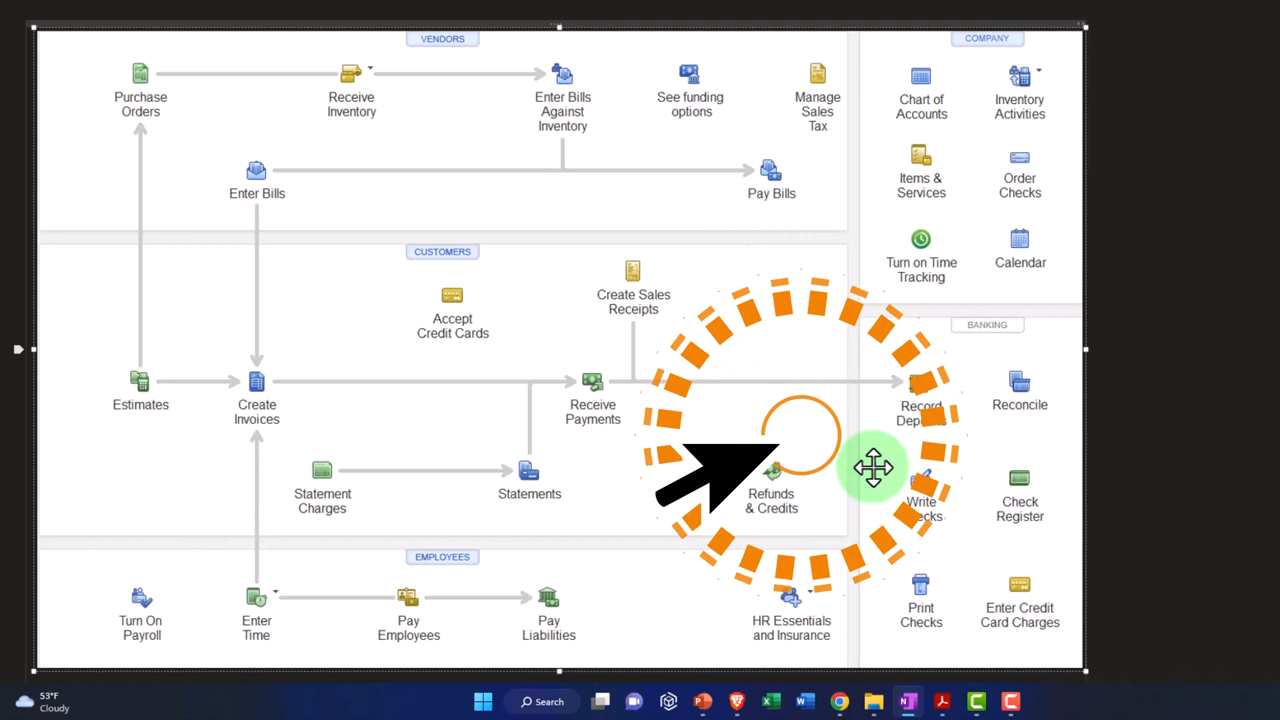 VENDORS
Purchase
Orders
Receive
Inventory
Enter Bills
Against
Inventory
See funding
options
Manage
Sales
Tax
Enter Bills
Pay Bills
COMPANY
Chart of
Accounts
Inventory
Activities
Items &
Services
Order
Checks
Turn on Time
Tracking
Calendar
CUSTOMERS
Accept
Credit Cards
Create Sales
Receipts
Estimates
Create
Invoices
Receive
Payments
Statement
Charges
Statements
Refunds
& Credits
BANKING
Record
Deposits
Reconcile
Write
Checks
Check
Register
Print
Checks
Enter Credit
Card Charges
EMPLOYEES
Turn On
Payroll
Enter
Time
Pay
Employees
Pay
Liabilities
HR Essentials
and Insurance
53°F
Cloudy
Search